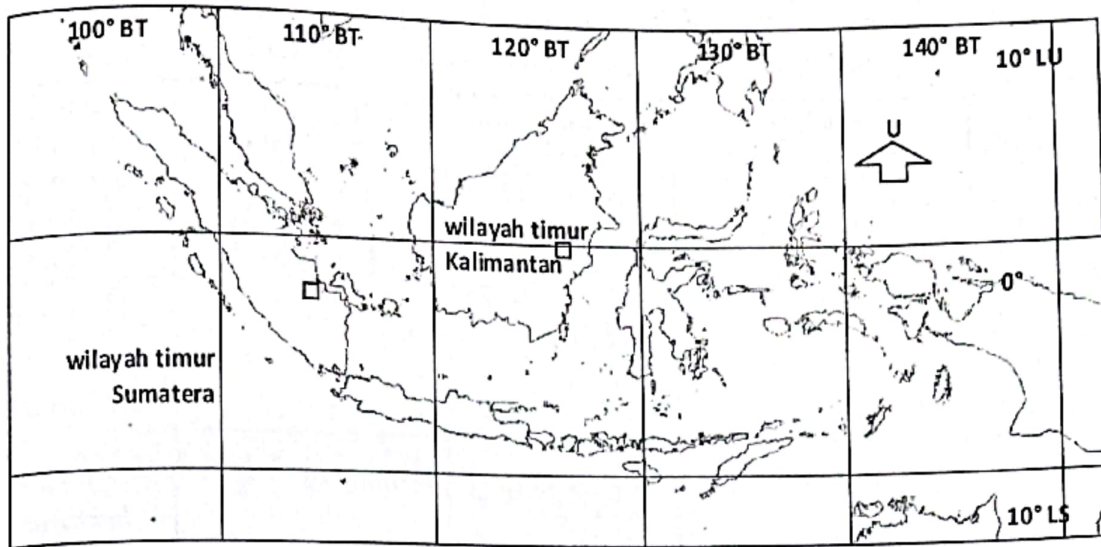 100° BT
110° BT
120° BT
130° BT
140° BT
10° LU
U
wilayah timur
Kalimantan
0°
wilayah timur
Sumatera
10° LS